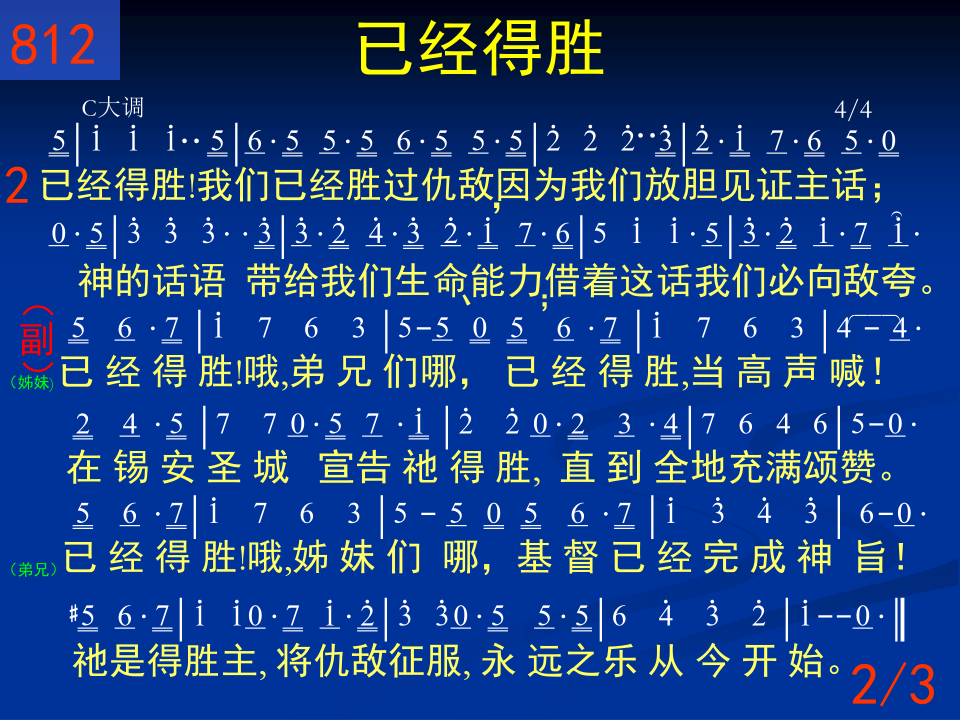 812
已经得胜
C大调 4/4
5|i i i·· 5|6·5 5·5 6·5 5·5|2̇ 2̇ 2̇··3̇|2̇·i 7·6 5·0
2 已经得胜!我们已经胜过仇敌,因为我们放胆见证主话;
0·5|3̇ 3̇ 3̇··3̇|3̇·2̇ 4̇·3̇ 2̇·i 7·6|5 i i·5|3̇·2̇ i·7 i·
神的话语 带给我们生命、能力;借着这话我们必向敌夸。
5 6·7|i 7 6 3|5-5 0 5 6·7|i 7 6 3|4-4·
(副)
(姊妹) 已 经 得 胜!哦,弟 兄 们哪, 已 经 得 胜,当 高 声 喊!
2 4·5|7 7 0·5 7·i|2̇ 2̇ 0·2 3·4|7 6 4 6|5-0·
在 锡 安 圣 城 宣告 祂 得 胜, 直 到 全地充满颂赞。
5 6·7|i 7 6 3|5-5 0 5 6·7|i 3̇ 4̇ 3̇|6-0·
(弟兄) 已 经 得 胜!哦,姊 妹 们 哪, 基 督 已 经 完 成 神 旨!
#5 6·7|i i0·7 i·2̇|3̇ 3̇0·5 5·5|6 4̇ 3̇ 2̇|i--0·‖
祂是得胜主, 将仇敌征服, 永 远之乐 从 今 开 始。
2/3